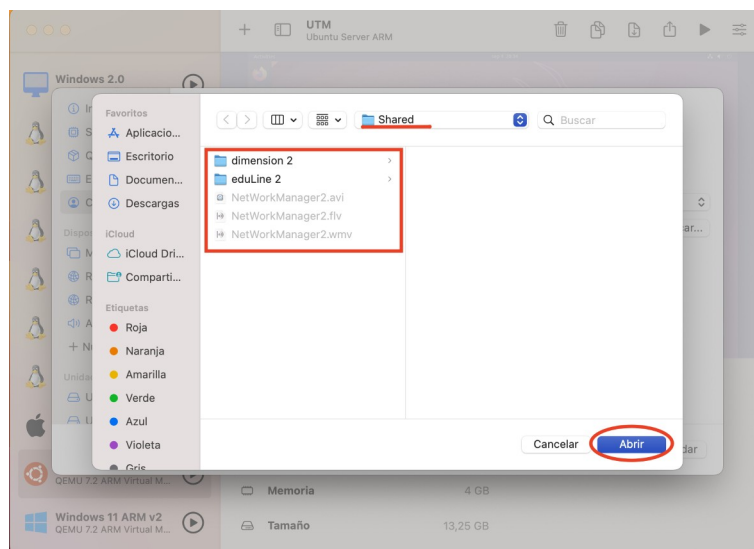 UTM
Ubuntu Server ARM
Windows 2.0
Favoritos
Aplicacio...
Escritorio
Documen...
Descargas
iCloud
iCloud Dri...
Comparti...
Etiquetas
Roja
Naranja
Amarilla
Verde
Azul
Violeta
Gris
Shared
Buscar
dimension 2
eduLine 2
NetWorkManager2.avi
NetWorkManager2.flv
NetWorkManager2.wmv
Cancelar
Abrir
QEMU 7.2 ARM Virtual M...
Windows 11 ARM v2
QEMU 7.2 ARM Virtual M...
Memoria
4 GB
Tamaño
13,25 GB